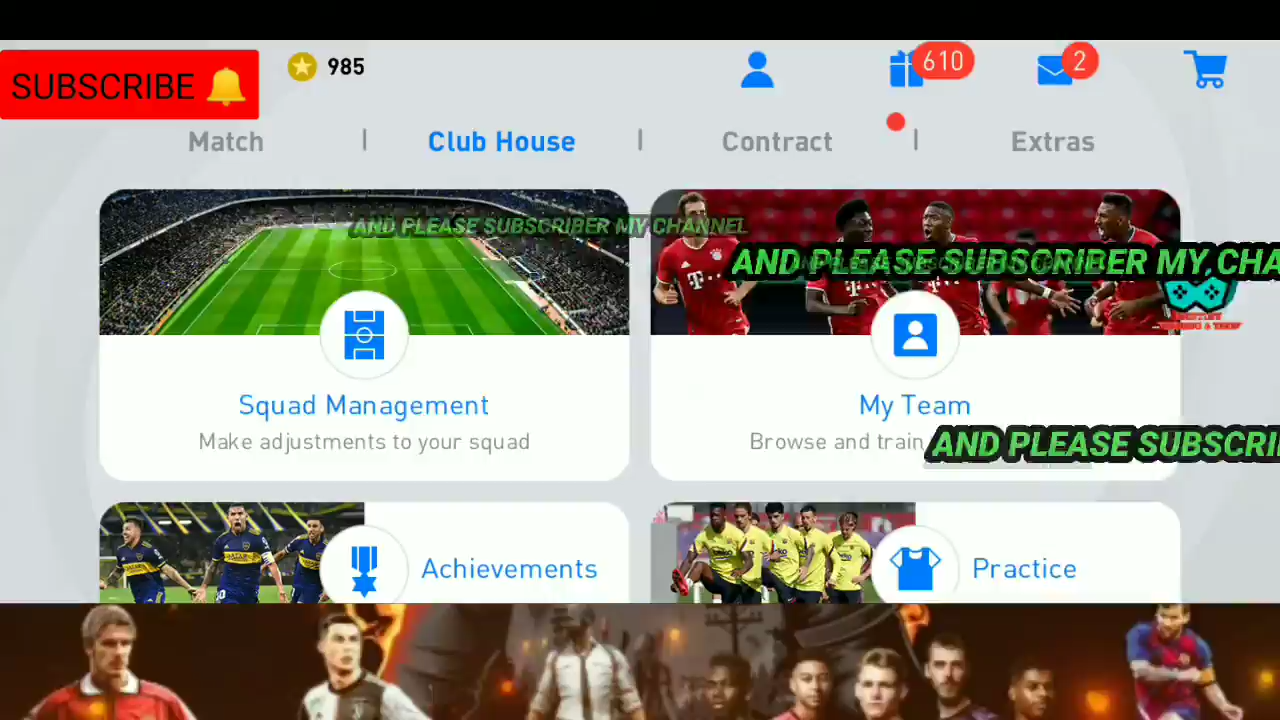 SUBSCRIBE
985
610
2
Match
Club House
Contract
Extras
AND PLEASE SUBSCRIBER MY CHANNEL
AND PLEASE SUBSCRIBER MY CHA
Squad Management
Make adjustments to your squad
My Team
Browse and train
AND PLEASE SUBSCRI
Achievements
Practice